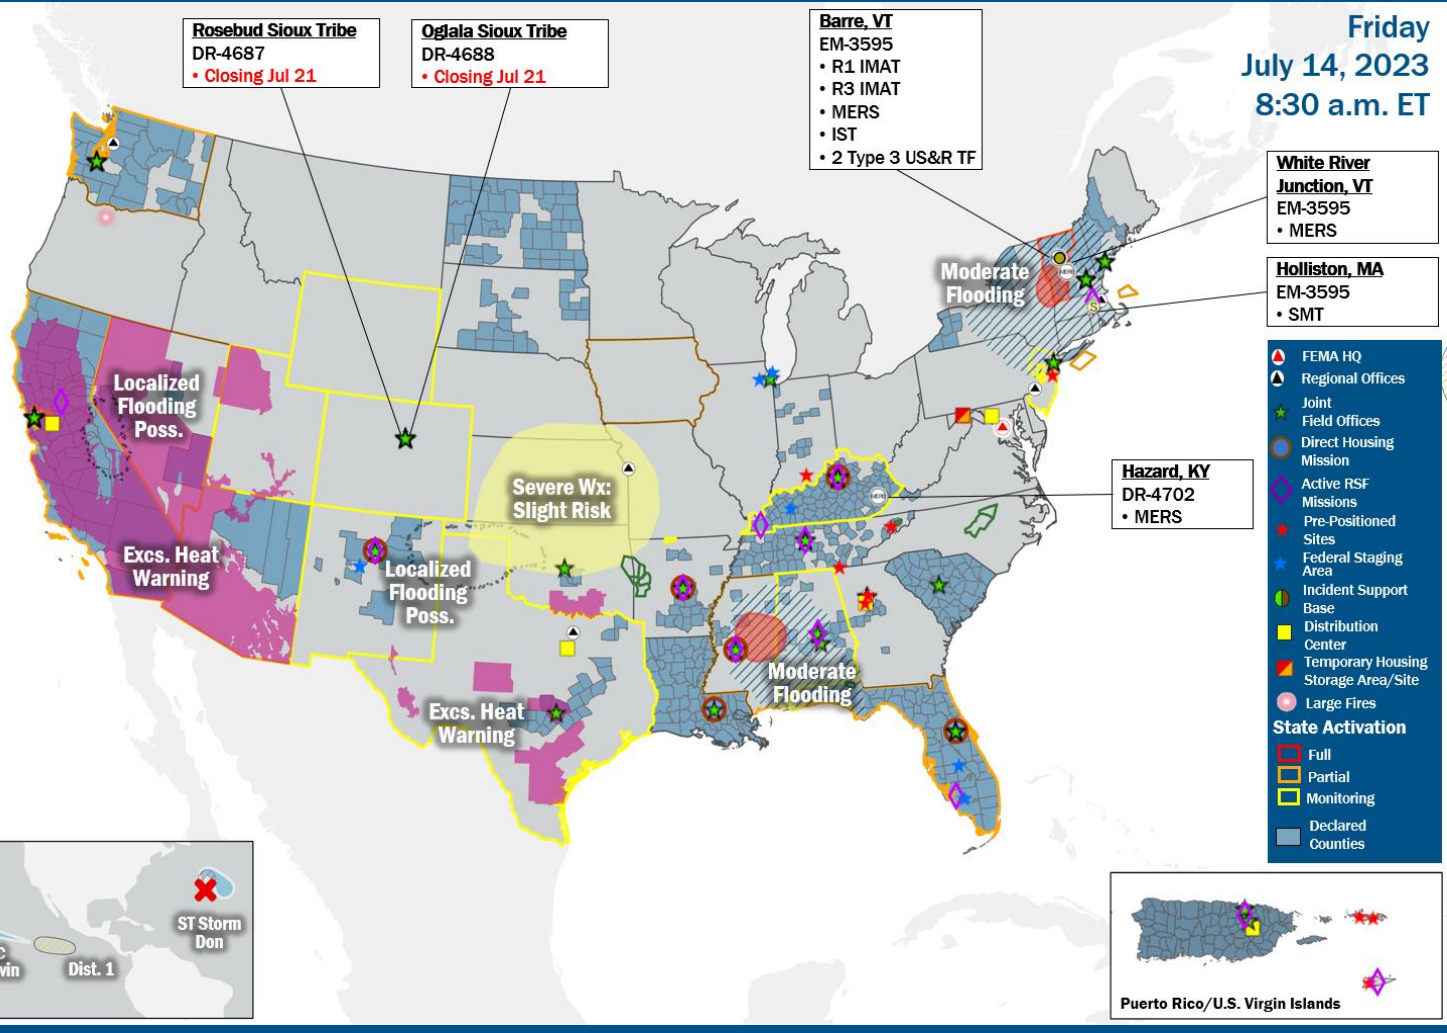 Friday
July 14, 2023
8:30 a.m. ET
Rosebud Sioux Tribe
DR-4687
• Closing Jul 21
Oglala Sioux Tribe
DR-4688
• Closing Jul 21
Barre, VT
EM-3595
• R1 IMAT
• R3 IMAT
• MERS
• IST
• 2 Type 3 US&R TF
White River
Junction, VT
EM-3595
• MERS
Holliston, MA
EM-3595
• SMT
Hazard, KY
DR-4702
• MERS
Moderate
Flooding
MERS
S
Localized
Flooding
Poss.
Severe Wx:
Slight Risk
MERS
Excs. Heat
Warning
Localized
Flooding
Poss.
Moderate
Flooding
Excs. Heat
Warning
FEMA HQ
Regional Offices
Joint
Field Offices
Direct Housing
Mission
Active RSF
Missions
Pre-Positioned
Sites
Federal Staging
Area
Incident Support
Base
Distribution
Center
Temporary Housing
Storage Area/Site
Large Fires
State Activation
Full
Partial
Monitoring
Declared
Counties
ST Storm
Don
C
vin
Dist. 1
Puerto Rico/U.S. Virgin Islands